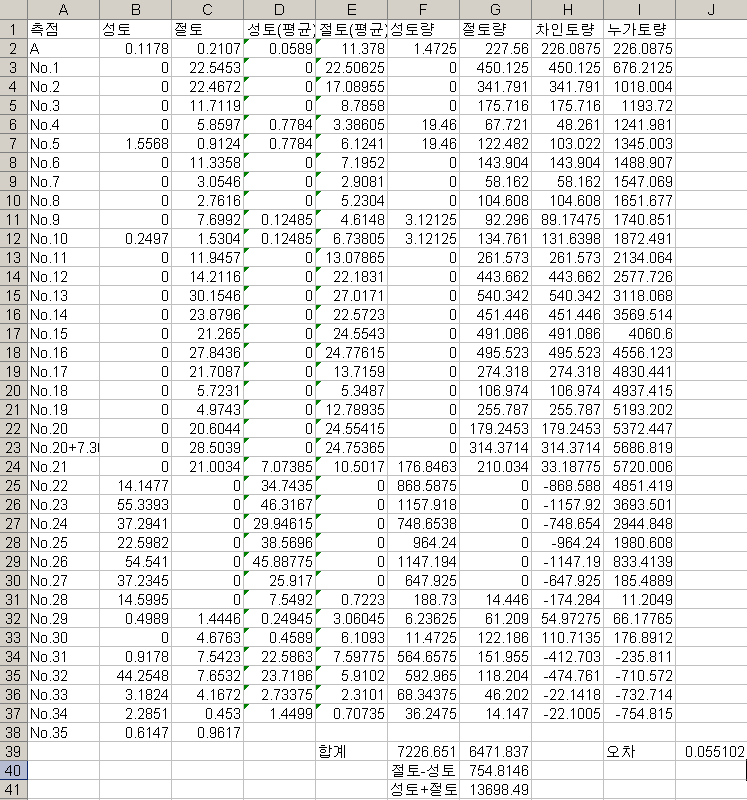 A B C D E F G H I J
1 측점 성토 절토 성토(평균) 절토(평균) 성토량 절토량 차인토량 누가토량
2 A 0.1178 0.2107 0.0589 11.378 1.4725 227.56 226.0875 226.0875
3 No.1 0 22.5453 0 22.50625 0 450.125 450.125 676.2125
4 No.2 0 22.4672 0 17.08955 0 341.791 341.791 1018.004
5 No.3 0 11.7119 0 8.7858 0 175.716 175.716 1193.72
6 No.4 0 5.8597 0.7784 3.38605 19.46 67.721 48.261 1241.981
7 No.5 1.5568 0.9124 0.7784 6.1241 19.46 122.482 103.022 1345.003
8 No.6 0 11.3358 0 7.1952 0 143.904 143.904 1488.907
9 No.7 0 3.0546 0 2.9081 0 58.162 58.162 1547.069
10 No.8 0 2.7616 0 5.2304 0 104.608 104.608 1651.677
11 No.9 0 7.6992 0.12485 4.6148 3.12125 92.296 89.17475 1740.851
12 No.10 0.2497 1.5304 0.12485 6.73805 3.12125 134.761 131.6398 1872.491
13 No.11 0 11.9457 0 13.07865 0 261.573 261.573 2134.064
14 No.12 0 14.2116 0 22.1831 0 443.662 443.662 2577.726
15 No.13 0 30.1546 0 27.0171 0 540.342 540.342 3118.068
16 No.14 0 23.8796 0 22.5723 0 451.446 451.446 3569.514
17 No.15 0 21.265 0 24.5543 0 491.086 491.086 4060.6
18 No.16 0 27.8436 0 24.77615 0 495.523 495.523 4556.123
19 No.17 0 21.7087 0 13.7159 0 274.318 274.318 4830.441
20 No.18 0 5.7231 0 5.3487 0 106.974 106.974 4937.415
21 No.19 0 4.9743 0 12.78935 0 255.787 255.787 5193.202
22 No.20 0 20.6044 0 24.55415 0 179.2453 179.2453 5372.447
23 No.20+7.30 0 28.5039 0 24.75365 0 314.3714 314.3714 5686.819
24 No.21 0 21.0034 7.07385 10.5017 176.8463 210.034 33.18775 5720.006
25 No.22 14.1477 0 34.7435 0 868.5875 0 -868.588 4851.419
26 No.23 55.3393 0 46.3167 0 1157.918 0 -1157.92 3693.501
27 No.24 37.2941 0 29.94615 0 748.6538 0 -748.654 2944.848
28 No.25 22.5982 0 38.5696 0 964.24 0 -964.24 1980.608
29 No.26 54.541 0 45.88775 0 1147.194 0 -1147.19 833.4139
30 No.27 37.2345 0 25.917 0 647.925 0 -647.925 185.4889
31 No.28 14.5995 0 7.5492 0.7223 188.73 14.446 -174.284 11.2049
32 No.29 0.4989 1.4446 0.24945 3.06045 6.23625 61.209 54.97275 66.17765
33 No.30 0 4.6763 0.4589 6.1093 11.4725 122.186 110.7135 176.8912
34 No.31 0.9178 7.5423 22.5863 7.59775 564.6575 151.955 -412.703 -235.811
35 No.32 44.2548 7.6532 23.7186 5.9102 592.965 118.204 -474.761 -710.572
36 No.33 3.1824 4.1672 2.73375 2.3101 68.34375 46.202 -22.1418 -732.714
37 No.34 2.2851 0.453 1.4499 0.70735 36.2475 14.147 -22.1005 -754.815
38 No.35 0.6147 0.9617
39 합계 7226.651 6471.837 오차 0.055102
40 절토-성토 754.8146
41 성토+절토 13698.49